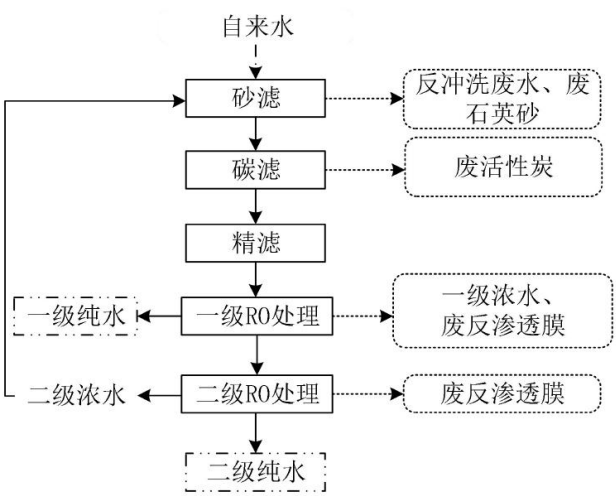 自来水
砂滤
反冲洗废水、废
石英砂
碳滤
废活性炭
精滤
一级纯水
一级RO处理
一级浓水、
废反渗透膜
二级浓水
二级RO处理
废反渗透膜
二级纯水